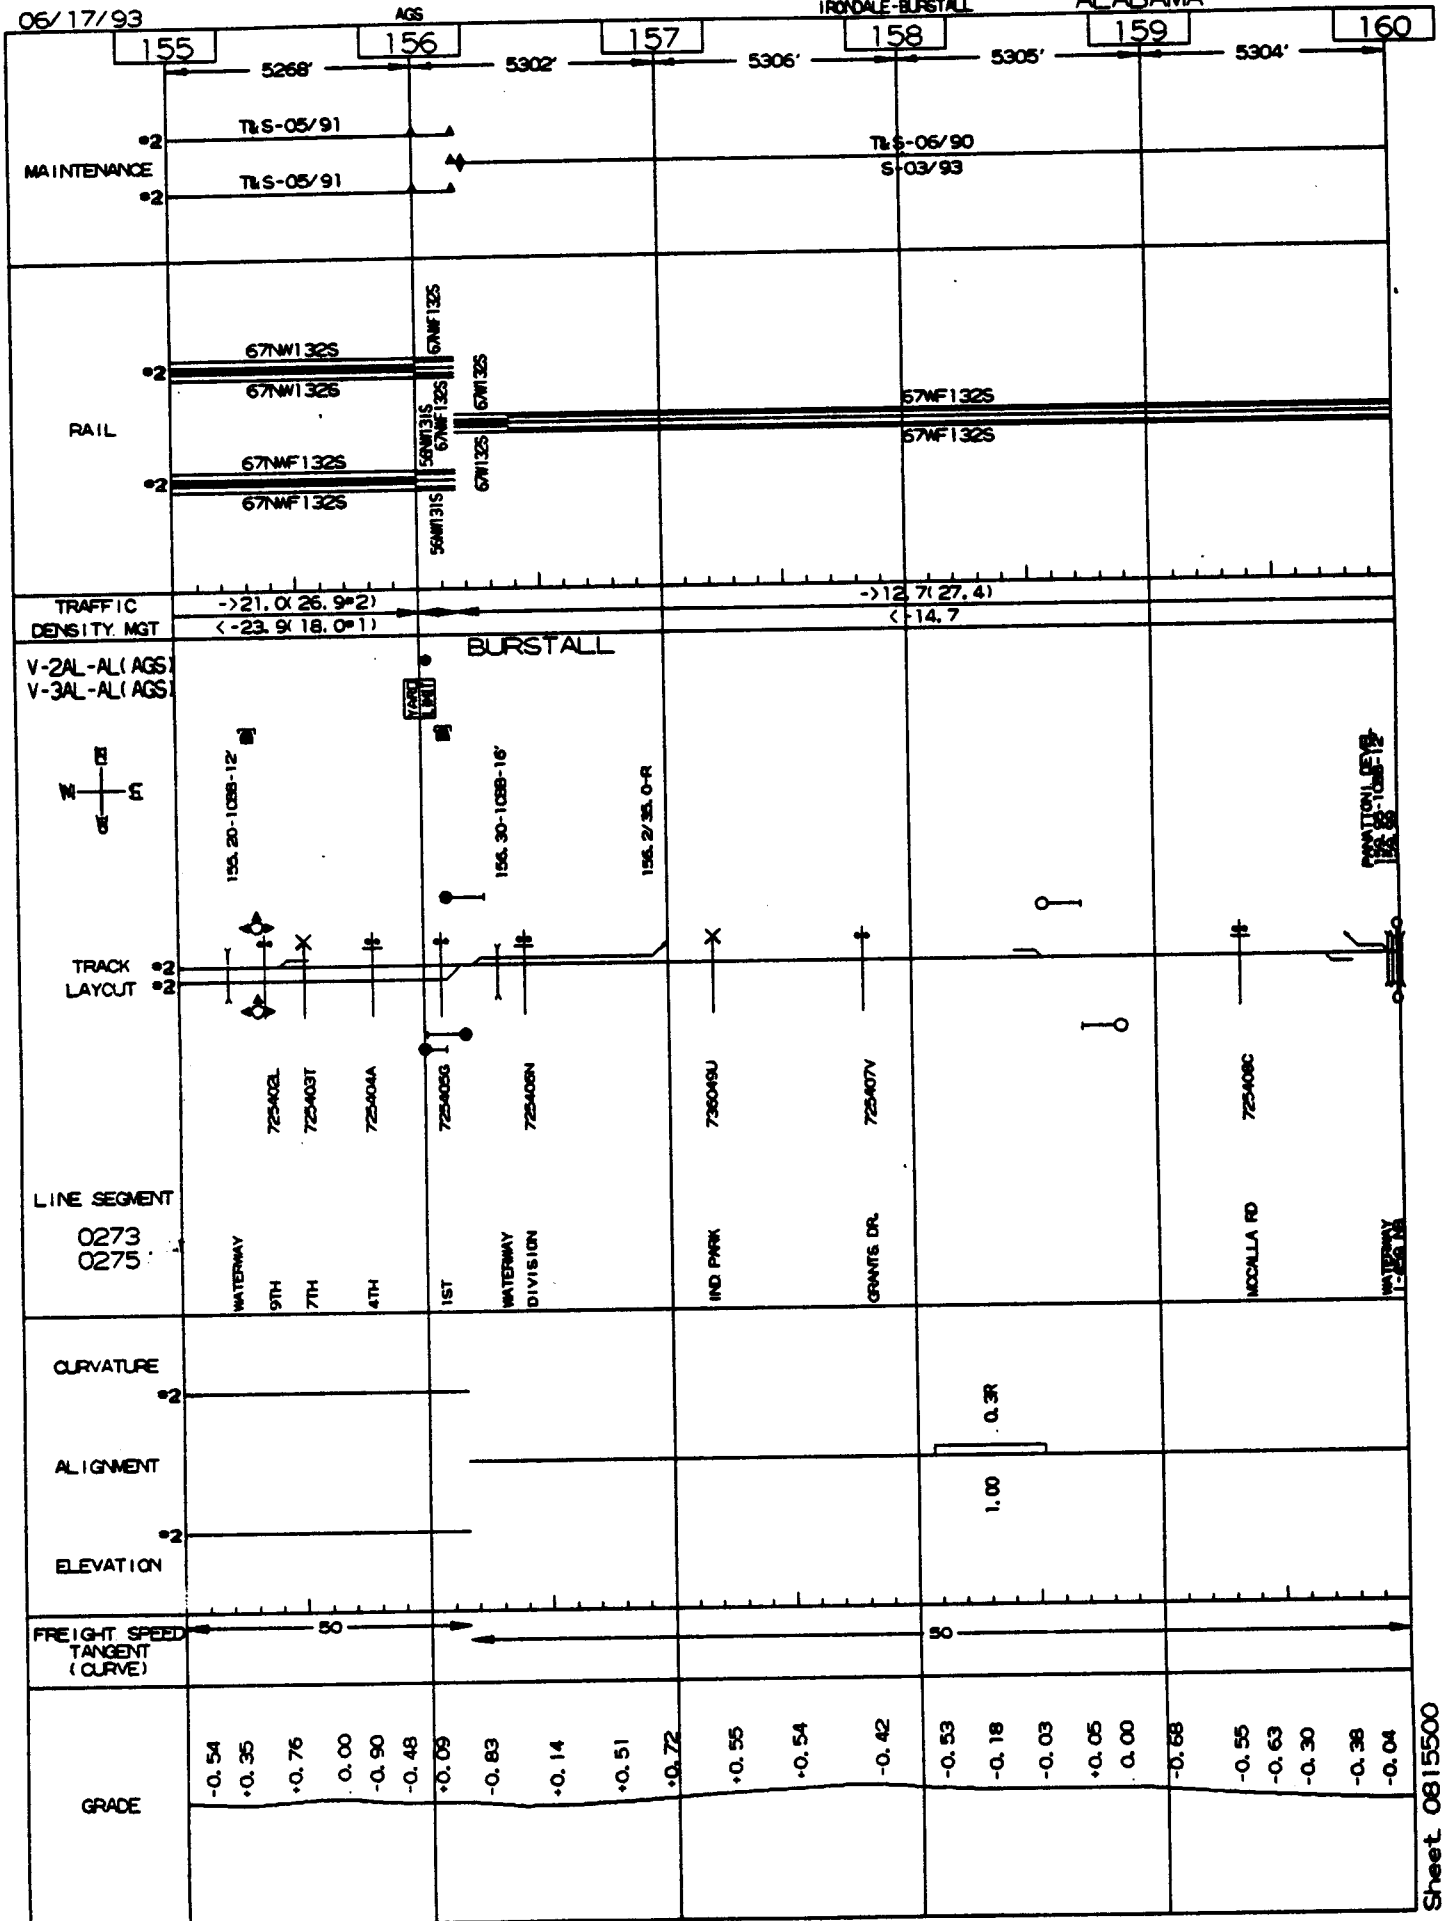 06/17/93
AGS
IRONDALE-BURSTALL
ALABAMA
155 156 157 158 159 160
5268' 5302' 5306' 5305' 5304'
MAINTENANCE
T&S-05/91
T&S-06/90
S-03/93
T&S-05/91
RAIL
67NW132S
67NW132S
67NWF132S
67NWF132S
67NWF132S
67NWF132S
56NW131S
56NW131S
67W132S
67W132S
67WF132S
67WF132S
TRAFFIC
DENSITY. MGT
->21. 0( 26. 9#2)
<-23. 9( 18. 0#1)
->12. 7( 27. 4)
<-14. 7
BURSTALL
V-2AL-AL(AGS)
V-3AL-AL(AGS)
YARD
LIMIT
155. 20-1CBB-12'
156. 30-1CBB-16'
156. 2/35. 0-R
PANATTONI DEVEL
TRACK
LAYOUT
725402L
725403T
725404A
725405G
725406N
736049U
725407V
725408C
LINE SEGMENT
0273
0275
WATERWAY
9TH
7TH
4TH
1ST
WATERWAY
DIVISION
IND PARK
GRANTS. DR.
MCCALLA RD
WATERWAY
CURVATURE
ALIGNMENT
0.3R
1.00
ELEVATION
FREIGHT. SPEED
TANGENT
(CURVE)
50
50
GRADE
-0. 54
+0. 35
+0. 76
0. 00
-0. 90
-0. 48
+0. 09
-0. 83
+0. 14
+0. 51
+0. 72
+0. 55
+0. 54
-0. 42
-0. 53
-0. 18
-0. 03
+0. 05
0. 00
-0. 68
-0. 55
-0. 63
-0. 30
-0. 38
-0. 04
Sheet 0815500